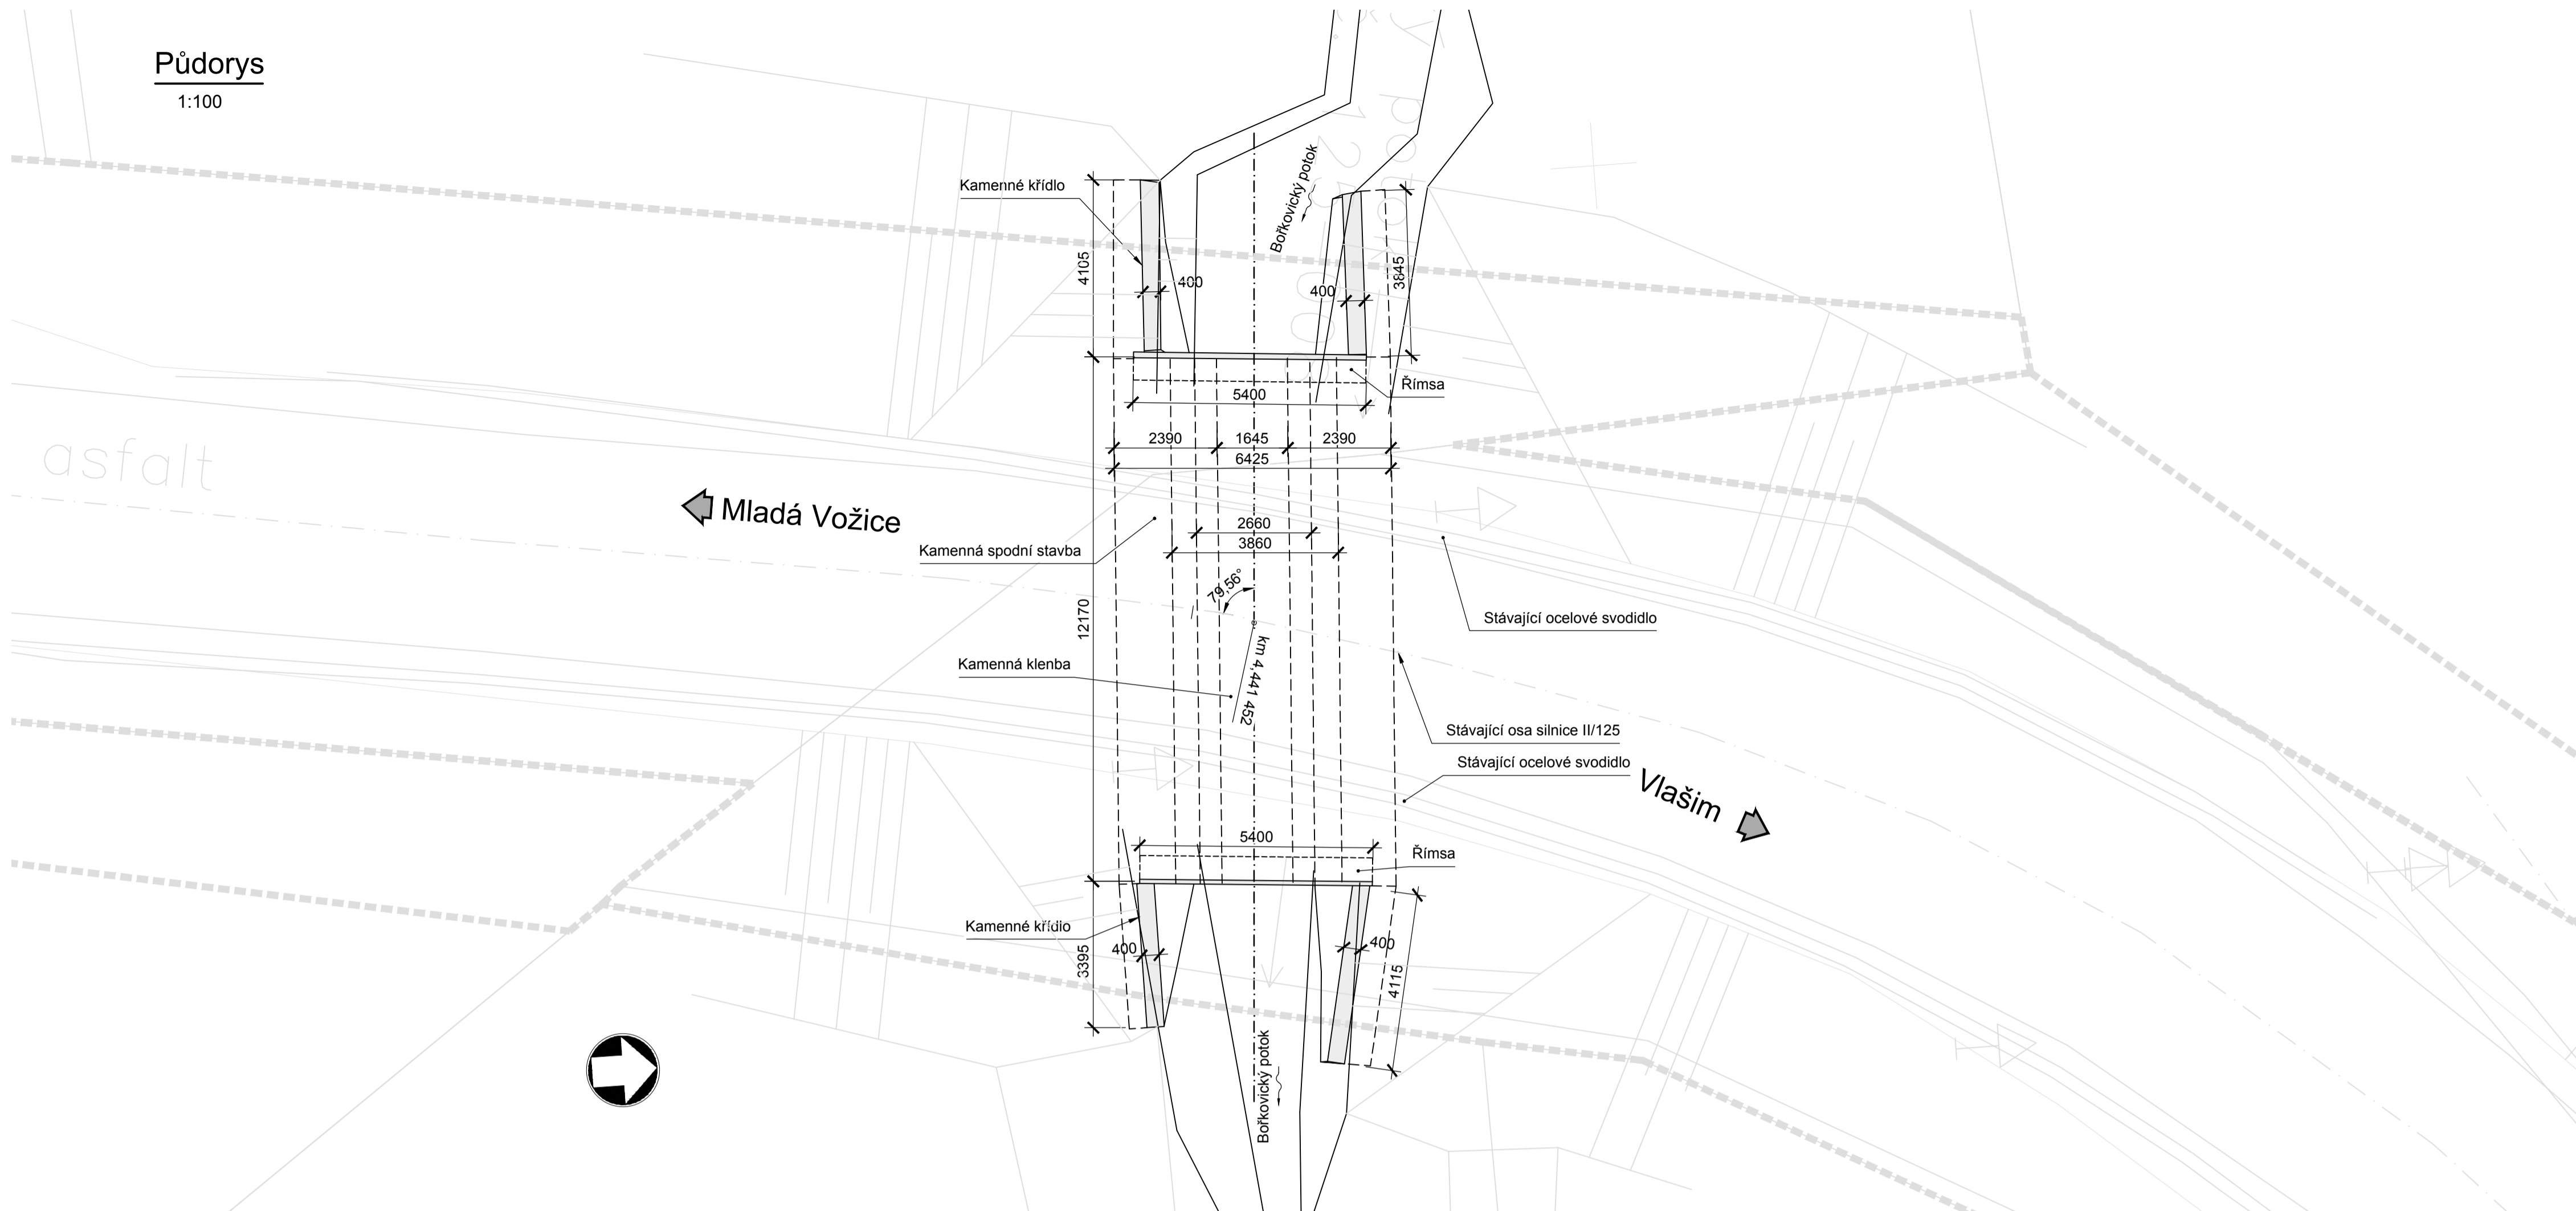 Půdorys
1:100
Bořkovický potok
Kamenné křídlo
4105
400
400
3845
Římsa
5400
2390
1645
2390
6425
asfalt
Mladá Vožice
2660
3860
Kamenná spodní stavba
79,56°
12170
Stávající ocelové svodidlo
km 4,441 452
Kamenná klenba
Stávající osa silnice II/125
Stávající ocelové svodidlo
Vlašim
5400
Římsa
Kamenné křídlo
400
400
3395
4115
Bořkovický potok